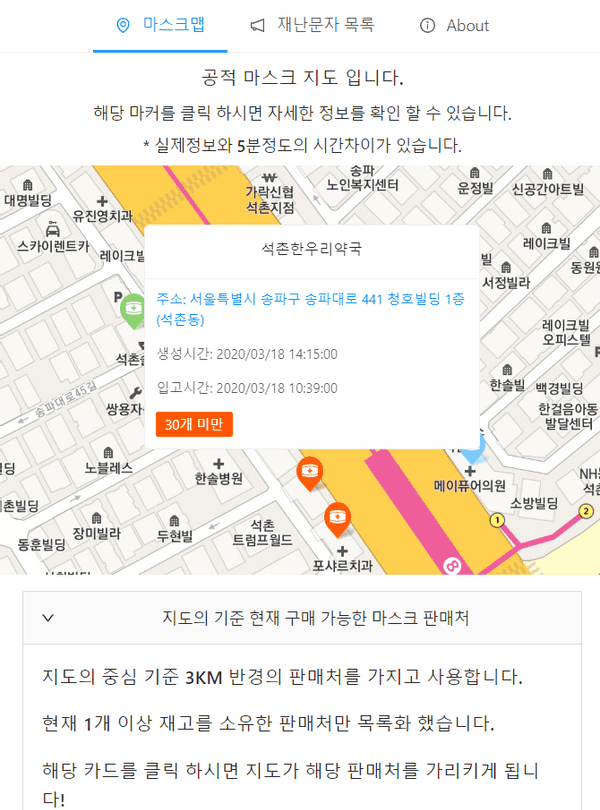 마스크맵
재난문자 목록
About
공적 마스크 지도 입니다.
해당 마커를 클릭 하시면 자세한 정보를 확인 할 수 있습니다.
* 실제정보와 5분정도의 시간차이가 있습니다.
대명빌딩
유진영치과
가락신협
석촌지점
송파
노인복지센터
운정빌
신공간아트빌
스카이렌트카
레이크빌
레이크빌
동원
서정빌라
석촌한우리약국
주소: 서울특별시 송파구 송파대로 441 청호빌딩 1층
(석촌동)
생성시간: 2020/03/18 14:15:00
입고시간: 2020/03/18 10:39:00
30개 미만
P
석촌
레이크빌
오피스텔
P
송파대로45길
쌍용자
한솔빌
백경빌딩
한걸음아동
발달센터
노블레스
한솔병원
메이퓨어의원
소방빌딩
NH
석촌
촌빌딩
장미빌라
두현빌
석촌
트럼프월드
동훈빌딩
포샤르치과
1
2
8
지도의 기준 현재 구매 가능한 마스크 판매처
지도의 중심 기준 3KM 반경의 판매처를 가지고 사용합니다.
현재 1개 이상 재고를 소유한 판매처만 목록화 했습니다.
해당 카드를 클릭 하시면 지도가 해당 판매처를 가리키게 됩니
다!